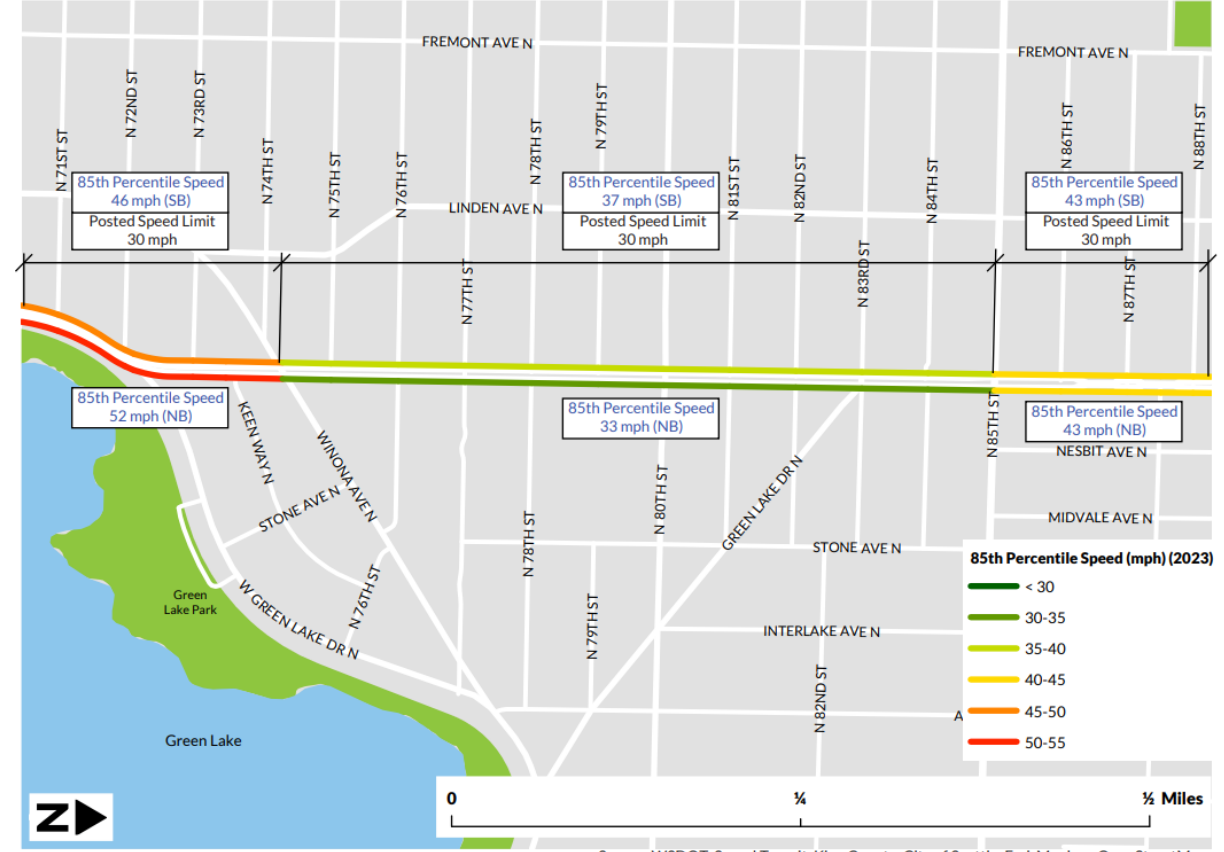 FREMONT AVE N
FREMONT AVE N
N 71ST ST
N 72ND ST
N 73RD ST
N 74TH ST
N 75TH ST
N 76TH ST
N 78TH ST
N 79TH ST
N 81ST ST
N 82ND ST
N 84TH ST
N 86TH ST
N 88TH ST
85th Percentile Speed
46 mph (SB)
Posted Speed Limit
30 mph
LINDEN AVE N
85th Percentile Speed
37 mph (SB)
Posted Speed Limit
30 mph
85th Percentile Speed
43 mph (SB)
Posted Speed Limit
30 mph
N 77TH ST
N 83RD ST
N 87TH ST
85th Percentile Speed
52 mph (NB)
85th Percentile Speed
33 mph (NB)
85th Percentile Speed
43 mph (NB)
N 85TH ST
NESBIT AVE N
KEEN WAY N
WINONA AVE N
STONE AVE N
N 80TH ST
GREEN LAKE DR N
MIDVALE AVE N
N 78TH ST
STONE AVE N
N 76TH ST
N 79TH ST
W GREEN LAKE DR N
Green
Lake Park
INTERLAKE AVE N
N 82ND ST
A
Green Lake
85th Percentile Speed (mph) (2023)
< 30
30-35
35-40
40-45
45-50
50-55
Z
0 ¼ ½ Miles